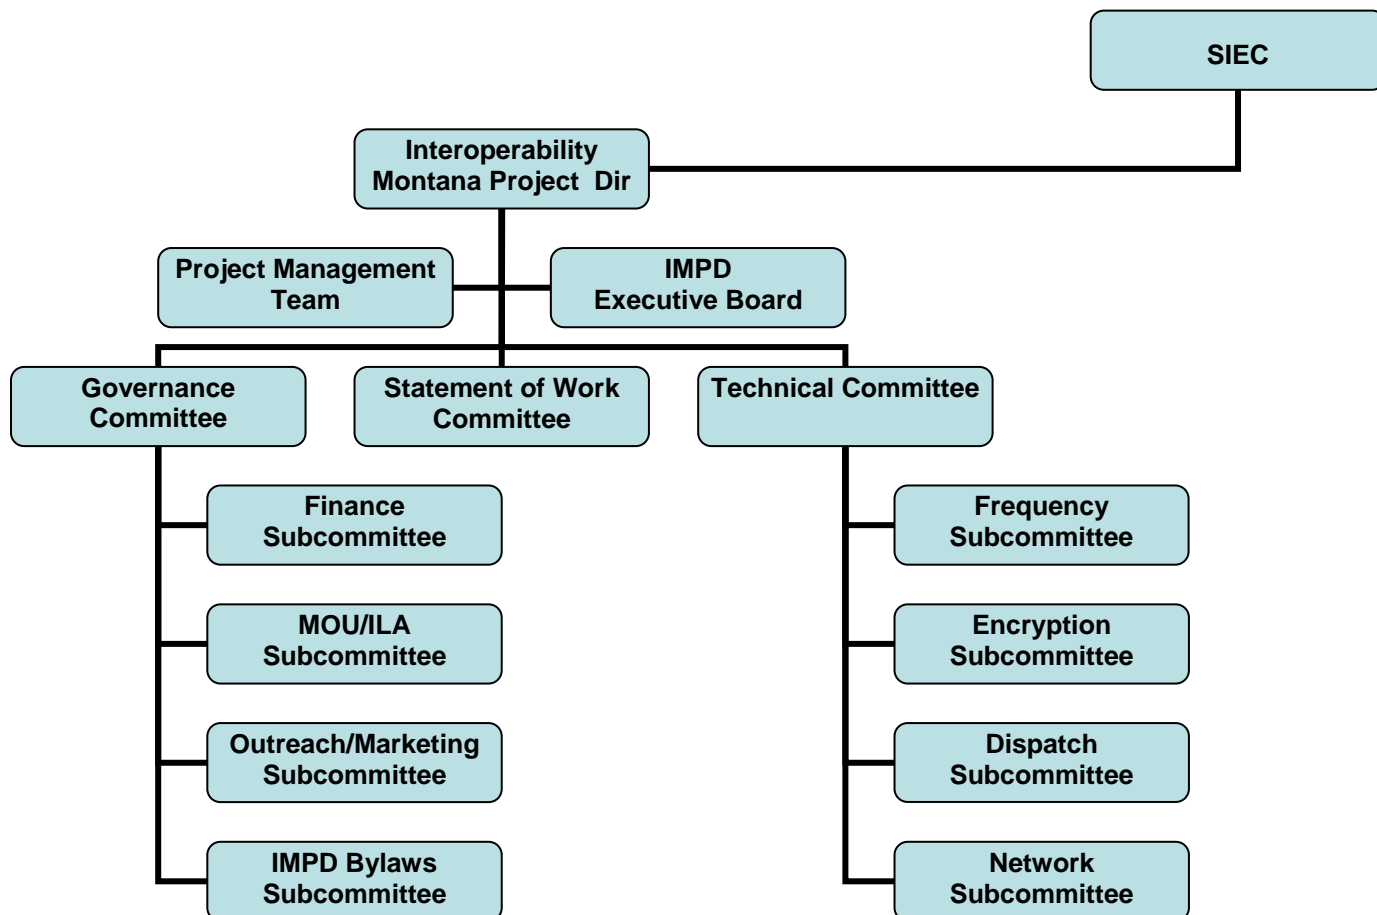 SIEC
Interoperability
Montana Project  Dir
Project Management
Team
IMPD
Executive Board
Governance
Committee
Statement of Work
Committee
Technical Committee
Finance
Subcommittee
MOU/ILA
Subcommittee
Outreach/Marketing
Subcommittee
IMPD Bylaws
Subcommittee
Frequency
Subcommittee
Encryption
Subcommittee
Dispatch
Subcommittee
Network
Subcommittee